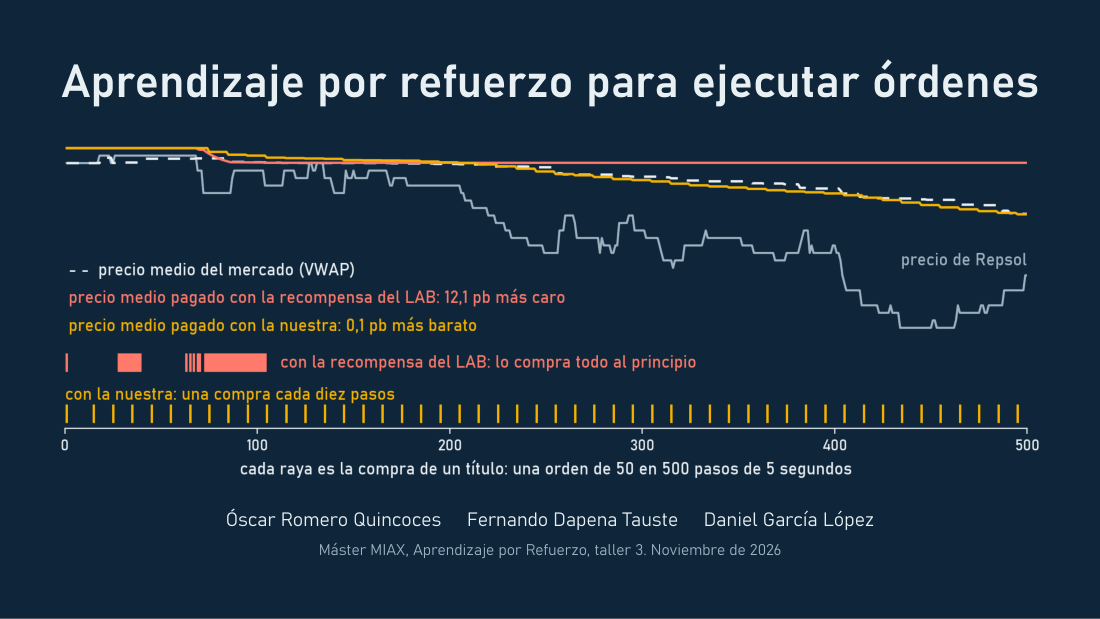 Aprendizaje por refuerzo para ejecutar órdenes
precio de Repsol
- - precio medio del mercado (VWAP)
precio medio pagado con la recompensa del LAB: 12,1 pb más caro
precio medio pagado con la nuestra: 0,1 pb más barato
con la recompensa del LAB: lo compra todo al principio
con la nuestra: una compra cada diez pasos
0 100 200 300 400 500
cada raya es la compra de un título: una orden de 50 en 500 pasos de 5 segundos
Óscar Romero Quincoces Fernando Dapena Tauste Daniel García López
Máster MIAX, Aprendizaje por Refuerzo, taller 3. Noviembre de 2026